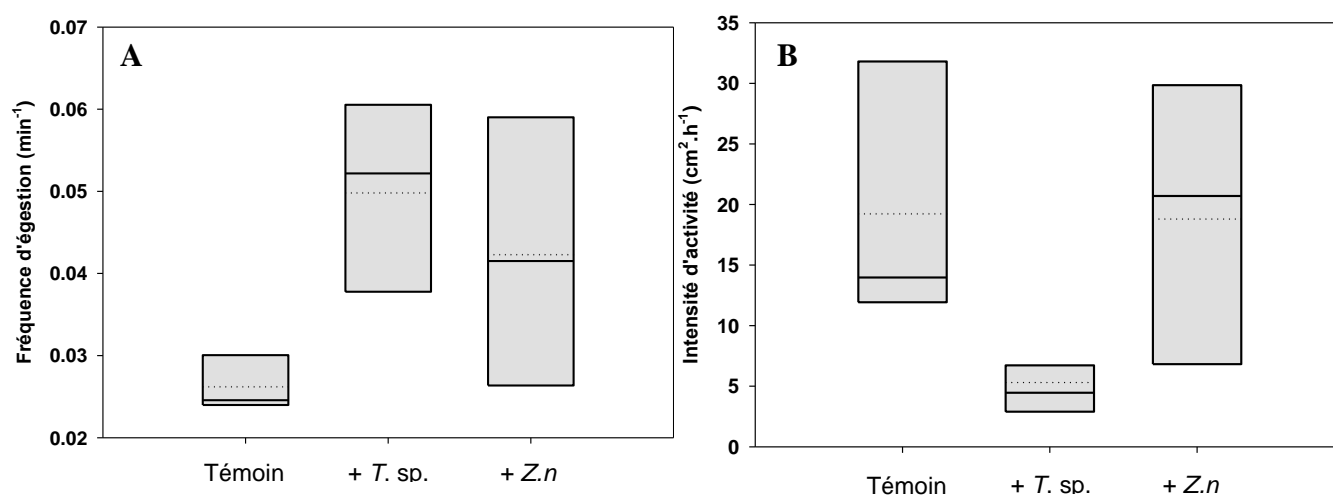 A
Fréquence d'égestion (min-1)
0.07
0.06
0.05
0.04
0.03
0.02
Témoin
+ T. sp.
+ Z.n
B
Intensité d'activité (cm2.h-1)
35
30
25
20
15
10
5
0
Témoin
+ T. sp.
+ Z.n